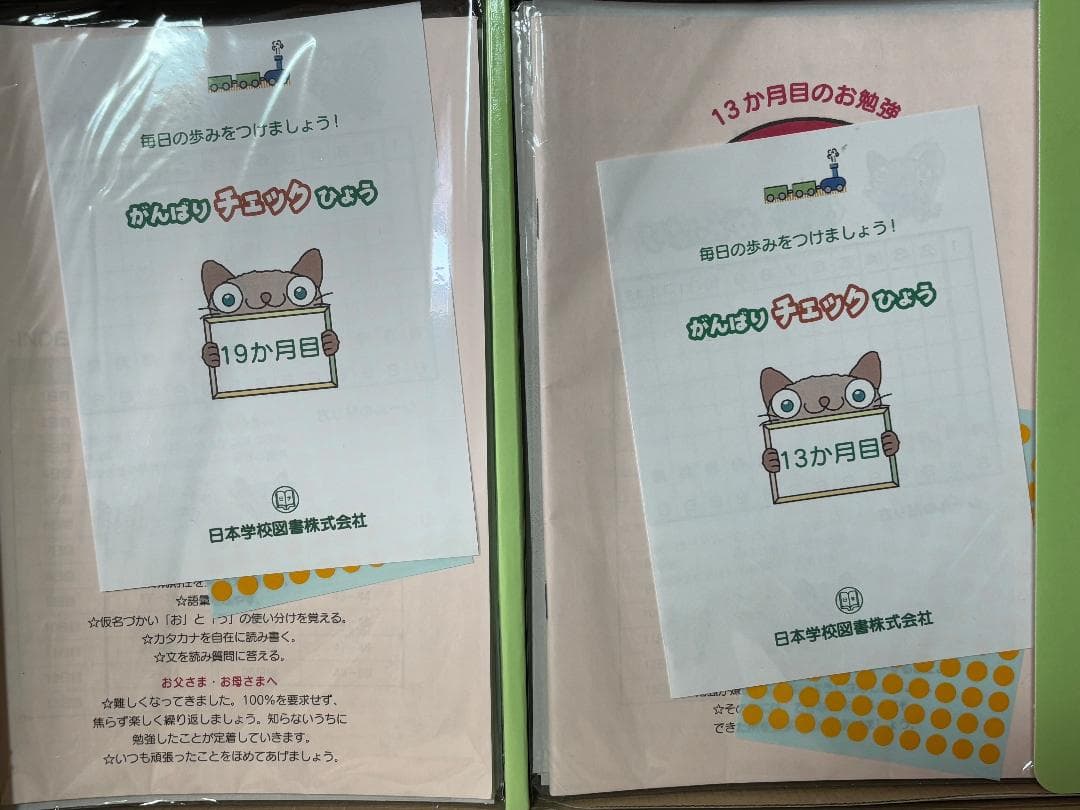 毎日の歩みをつけましょう!
がんばり チェック ひょう
19か月目
日本学校図書株式会社
☆語彙
☆仮名づかい「お」と「う」の使い分けを覚える。
☆カタカナを自在に読み書く。
☆文を読み質問に答える。
お父さま・お母さまへ
☆難しくなってきました。100%を要求せず、
焦らず楽しく繰り返しましょう。知らないうちに
勉強したことが定着していきます。
☆いつも頑張ったことをほめてあげましょう。
13か月目のお勉強
毎日の歩みをつけましょう!
がんばり チェック ひょう
13か月目
日本学校図書株式会社
☆その
でき